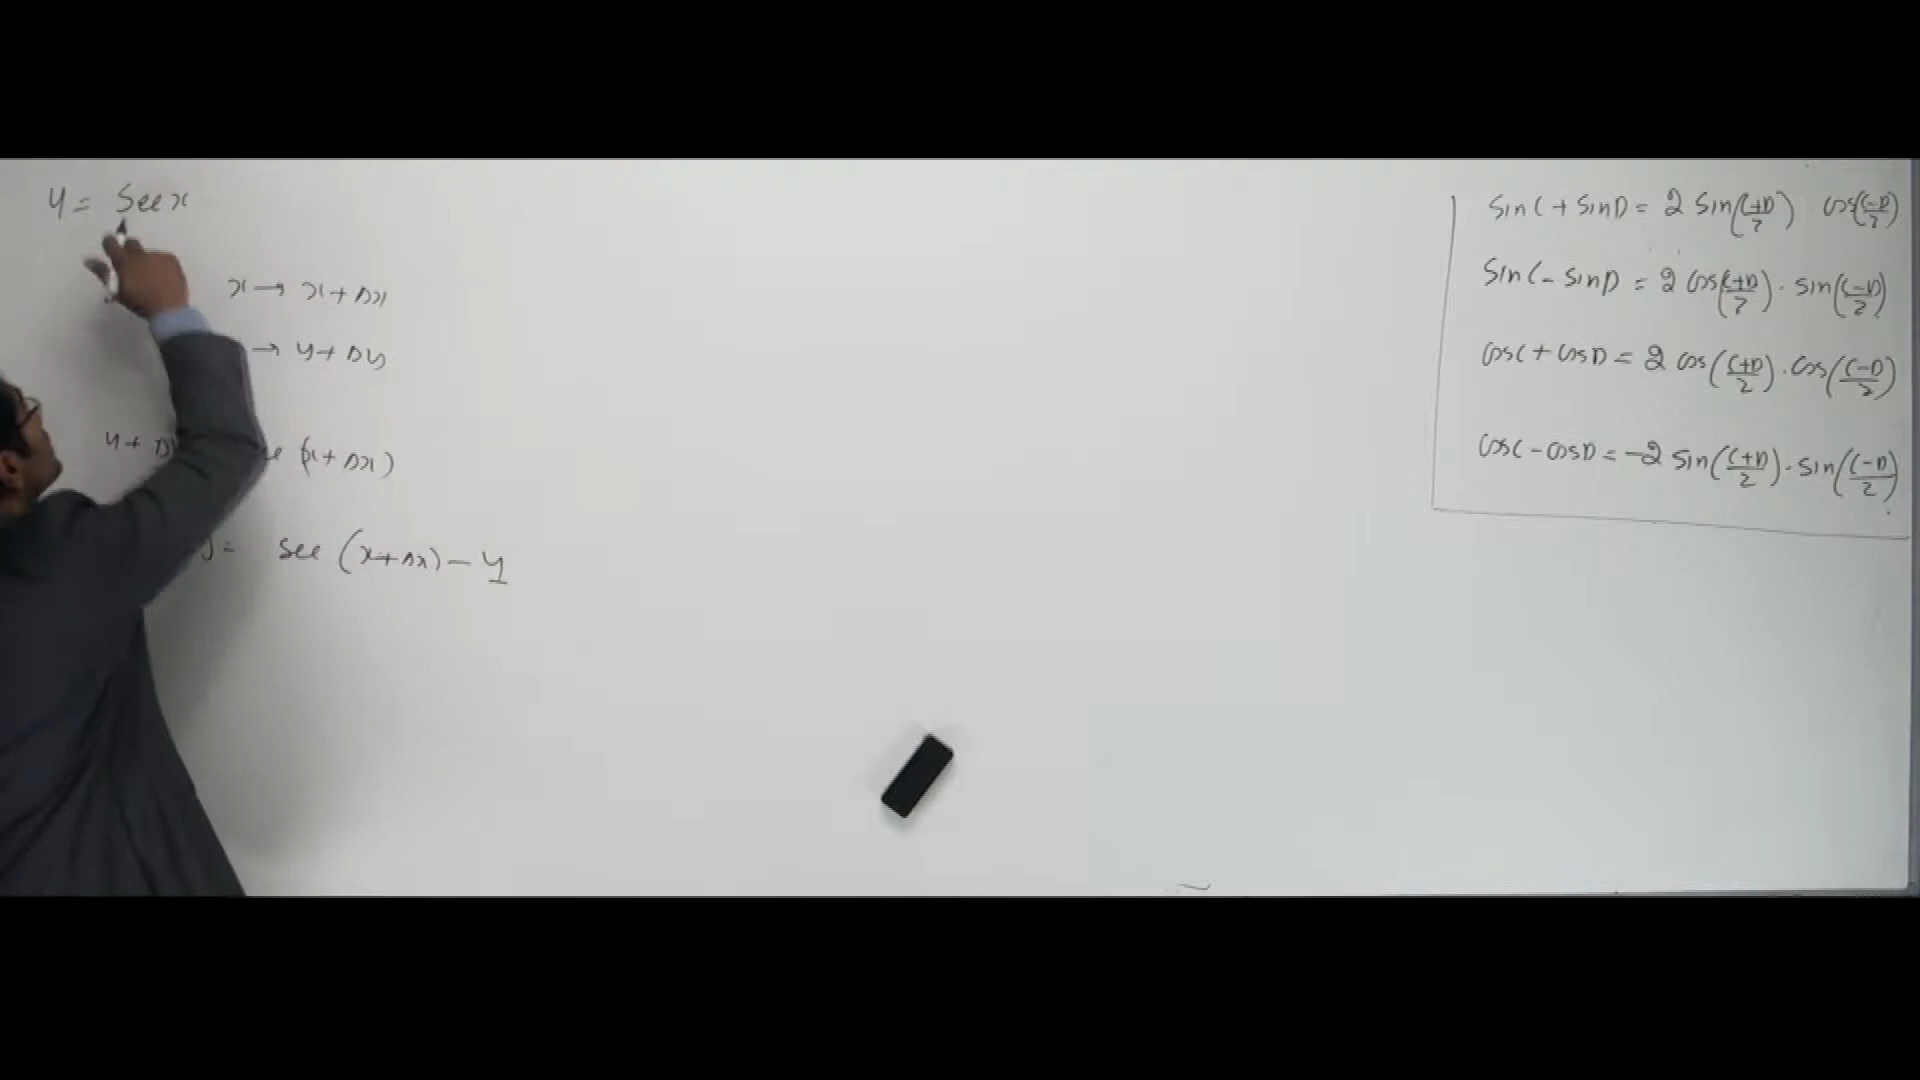 y = Sec x
x → x + Δx
→ y + Δy
y + Δ (x + Δx)
= sec (x+Δx) - y
sin C + sin D = 2 sin((C+D)/2) cos((C-D)/2)
sin C - sin D = 2 cos((C+D)/2) · sin((C-D)/2)
cos C + cos D = 2 cos((C+D)/2) · cos((C-D)/2)
cos C - cos D = -2 sin((C+D)/2) · sin((C-D)/2)